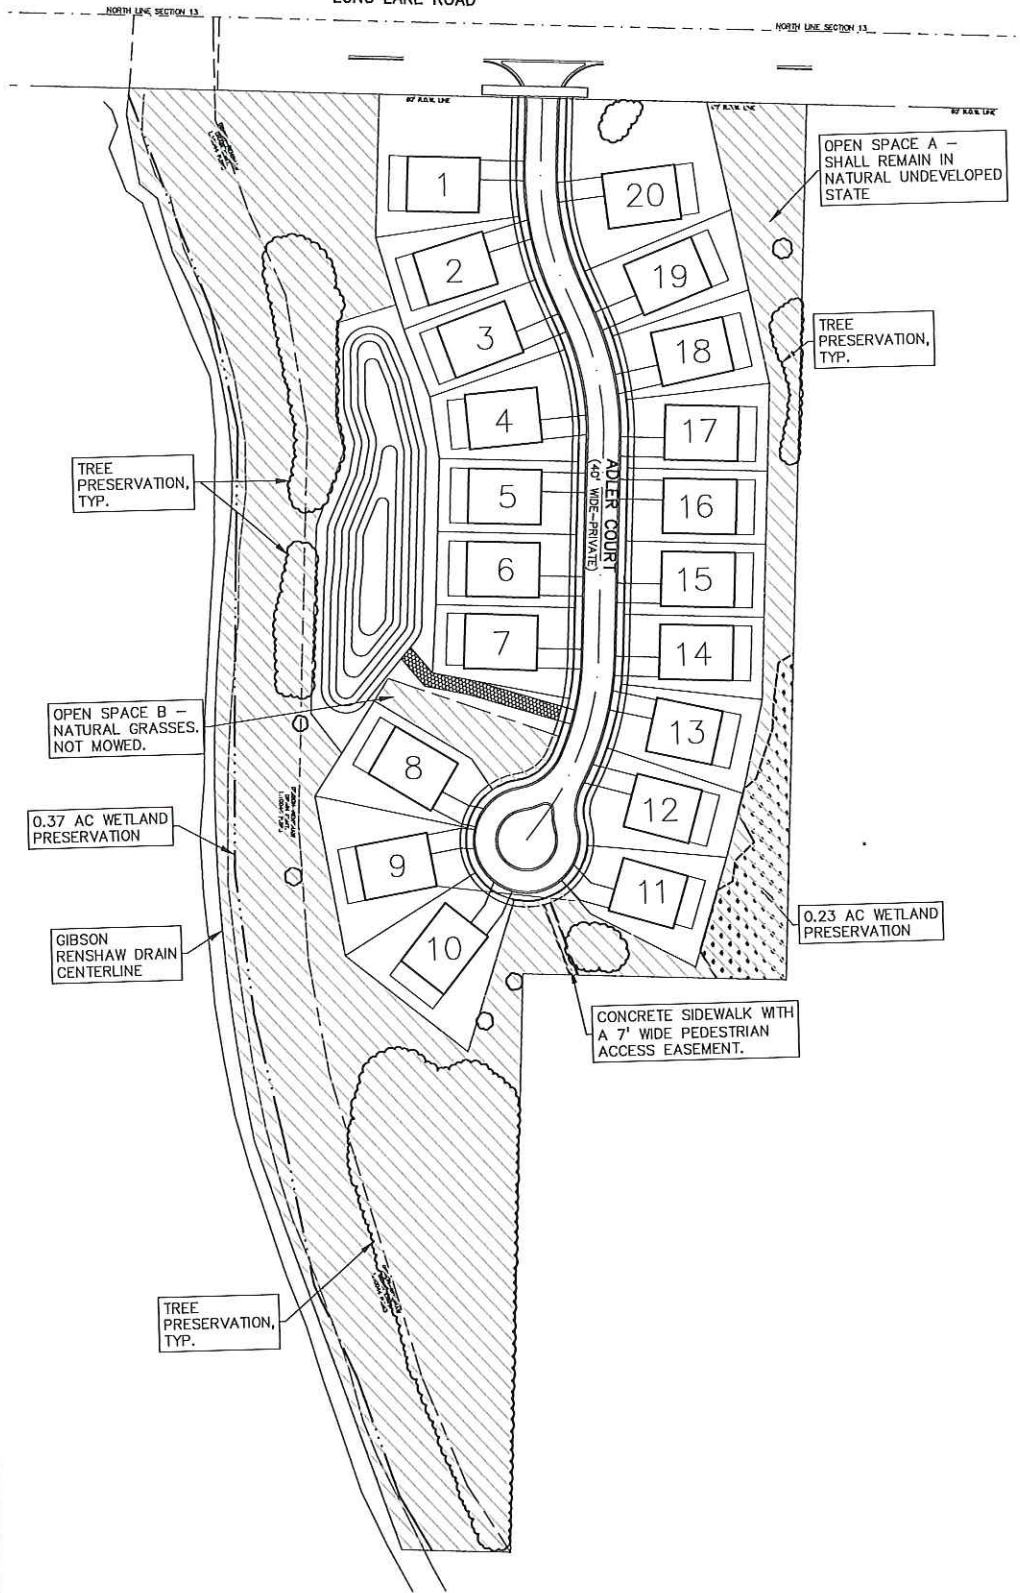 LONG LAKE ROAD
NORTH LINE SECTION 13
NORTH LINE SECTION 13
60' R.O.W. LINE
60' R.O.W. LINE
OPEN SPACE A –
SHALL REMAIN IN
NATURAL UNDEVELOPED
STATE
1
20
2
19
3
18
TREE
PRESERVATION,
TYP.
4
17
TREE
PRESERVATION,
TYP.
5
16
ADLER COURT
(40' WIDE–PRIVATE)
6
15
7
14
OPEN SPACE B –
NATURAL GRASSES.
NOT MOWED.
13
8
12
0.37 AC WETLAND
PRESERVATION
9
11
0.23 AC WETLAND
PRESERVATION
GIBSON
RENSHAW DRAIN
CENTERLINE
10
CONCRETE SIDEWALK WITH
A 7' WIDE PEDESTRIAN
ACCESS EASEMENT.
TREE
PRESERVATION,
TYP.